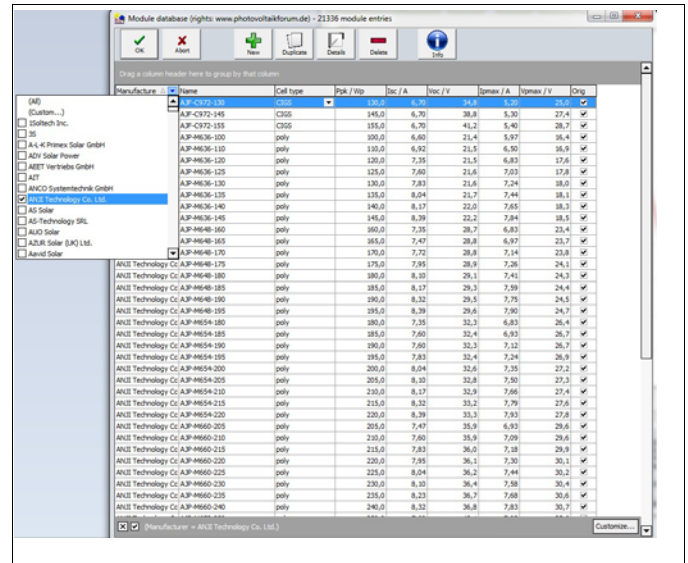 Module database (rights: www.photovoltaikforum.de) - 21336 module entries
OK Abort New Duplicate Details Delete Info
Drag a column header here to group by that column
Manufacture Name Cell type Ppk / Wp Isc / A Voc / V Ipmax / A Vpmax / V Orig
(All)
(Custom...)
1Soltech Inc.
3S
A-L-K Primex Solar GmbH
ADV Solar Power
AEET Vertriebs GmbH
AIT
ANCO Systemtechnik GmbH
ANJI Technology Co. Ltd.
AS Solar
AS-Technology SRL
AUO Solar
AZUR Solar (UK) Ltd.
Aavid Solar
AJP-C972-130 CIGS 130,0 6,70 34,8 5,20 25,0
AJP-C972-145 CIGS 145,0 6,70 38,8 5,30 27,4
AJP-C972-155 CIGS 155,0 6,70 41,2 5,40 28,7
AJP-M636-100 poly 100,0 6,60 21,4 5,97 16,4
AJP-M636-110 poly 110,0 6,92 21,5 6,50 16,9
AJP-M636-120 poly 120,0 7,35 21,5 6,83 17,6
AJP-M636-125 poly 125,0 7,60 21,6 7,03 17,8
AJP-M636-130 poly 130,0 7,83 21,6 7,24 18,0
AJP-M636-135 poly 135,0 8,04 21,7 7,44 18,1
AJP-M636-140 poly 140,0 8,17 22,0 7,65 18,3
AJP-M636-145 poly 145,0 8,39 22,2 7,84 18,5
AJP-M648-160 poly 160,0 7,35 28,7 6,83 23,4
AJP-M648-165 poly 165,0 7,47 28,8 6,97 23,7
AJP-M648-170 poly 170,0 7,72 28,8 7,14 23,8
ANJI Technology Cc AJP-M648-175 poly 175,0 7,95 28,9 7,26 24,1
ANJI Technology Cc AJP-M648-180 poly 180,0 8,10 29,1 7,41 24,3
ANJI Technology Cc AJP-M648-185 poly 185,0 8,17 29,3 7,59 24,4
ANJI Technology Cc AJP-M648-190 poly 190,0 8,32 29,5 7,75 24,5
ANJI Technology Cc AJP-M648-195 poly 195,0 8,39 29,6 7,90 24,7
ANJI Technology Cc AJP-M654-180 poly 180,0 7,35 32,3 6,83 26,4
ANJI Technology Cc AJP-M654-185 poly 185,0 7,60 32,4 6,93 26,7
ANJI Technology Cc AJP-M654-190 poly 190,0 7,60 32,3 7,12 26,7
ANJI Technology Cc AJP-M654-195 poly 195,0 7,83 32,4 7,24 26,9
ANJI Technology Cc AJP-M654-200 poly 200,0 8,04 32,6 7,35 27,2
ANJI Technology Cc AJP-M654-205 poly 205,0 8,10 32,8 7,50 27,3
ANJI Technology Cc AJP-M654-210 poly 210,0 8,17 32,9 7,66 27,4
ANJI Technology Cc AJP-M654-215 poly 215,0 8,32 33,2 7,79 27,6
ANJI Technology Cc AJP-M654-220 poly 220,0 8,39 33,3 7,93 27,8
ANJI Technology Cc AJP-M660-205 poly 205,0 7,47 35,9 6,93 29,6
ANJI Technology Cc AJP-M660-210 poly 210,0 7,60 35,9 7,09 29,6
ANJI Technology Cc AJP-M660-215 poly 215,0 7,83 36,0 7,18 29,9
ANJI Technology Cc AJP-M660-220 poly 220,0 7,95 36,1 7,30 30,1
ANJI Technology Cc AJP-M660-225 poly 225,0 8,04 36,2 7,44 30,2
ANJI Technology Cc AJP-M660-230 poly 230,0 8,10 36,4 7,58 30,4
ANJI Technology Cc AJP-M660-235 poly 235,0 8,23 36,7 7,68 30,6
ANJI Technology Cc AJP-M660-240 poly 240,0 8,32 36,8 7,83 30,7
(Manufacturer = ANJI Technology Co. Ltd.) Customize...